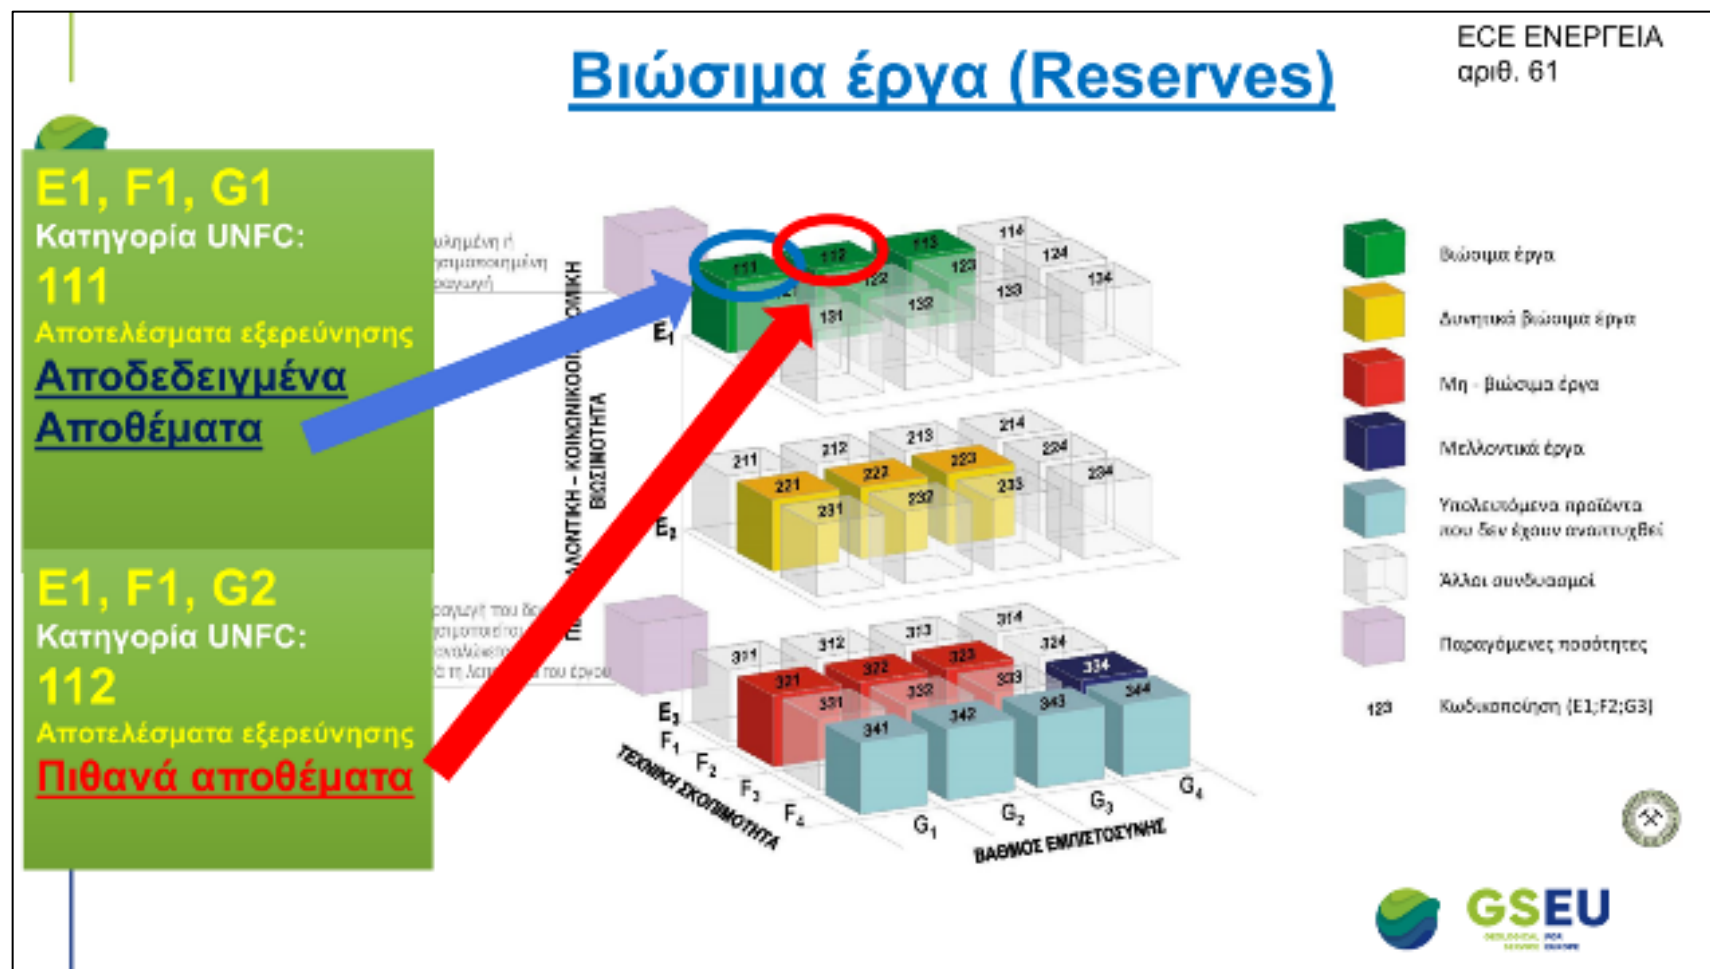 ECE ΕΝΕΡΓΕΙΑ
αριθ. 61
Βιώσιμα έργα (Reserves)
E1, F1, G1
Κατηγορία UNFC:
111
Αποτελέσματα εξερεύνησης
Αποδεδειγμένα
Αποθέματα
E1, F1, G2
Κατηγορία UNFC:
112
Αποτελέσματα εξερεύνησης
Πιθανά αποθέματα
ΒΙΩΣΙΜΟΤΗΤΑ
111 112 113 114
121 122 123 124
131 132 133 134
E1
211 212 213 214
221 222 223 224
231 232 233 234
E2
311 312 313 314
321 322 323 324
331 332 333 334
341 342 343 344
E3
F1
F2
F3
F4
ΤΕΧΝΙΚΗ ΣΚΟΠΙΜΟΤΗΤΑ
G1
G2
G3
G4
ΒΑΘΜΟΣ ΕΜΠΙΣΤΟΣΥΝΗΣ
Βιώσιμα έργα
Δυνητικά βιώσιμα έργα
Μη - βιώσιμα έργα
Μελλοντικά έργα
Υπολειπόμενα προϊόντα
που δεν έχουν αναπτυχθεί
Άλλοι συνδυασμοί
Παραγόμενες ποσότητες
123 Κωδικοποίηση (E1;F2;G3)
GSEU
GEOLOGICAL FOR
SERVICE EUROPE